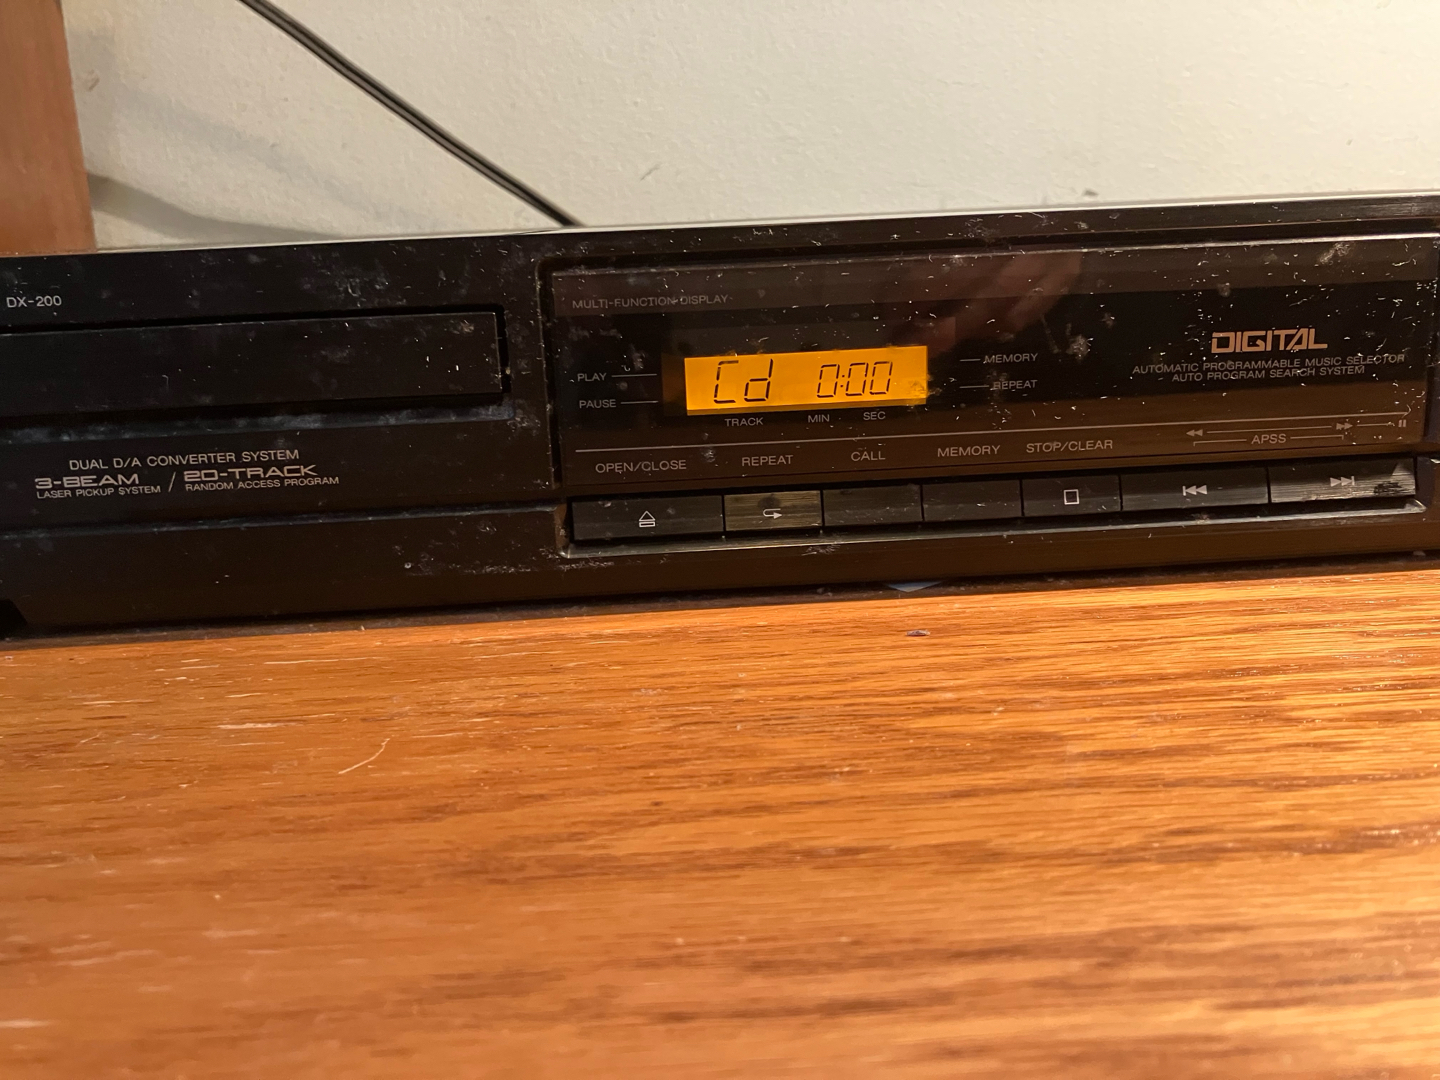 DX-200
MULTI-FUNCTION DISPLAY
PLAY
PAUSE
Cd 0:00
TRACK MIN SEC
MEMORY
REPEAT
DIGITAL
AUTOMATIC PROGRAMMABLE MUSIC SELECTOR
AUTO PROGRAM SEARCH SYSTEM
DUAL D/A CONVERTER SYSTEM
3-BEAM / 20-TRACK
LASER PICKUP SYSTEM / RANDOM ACCESS PROGRAM
OPEN/CLOSE REPEAT CALL MEMORY STOP/CLEAR APSS